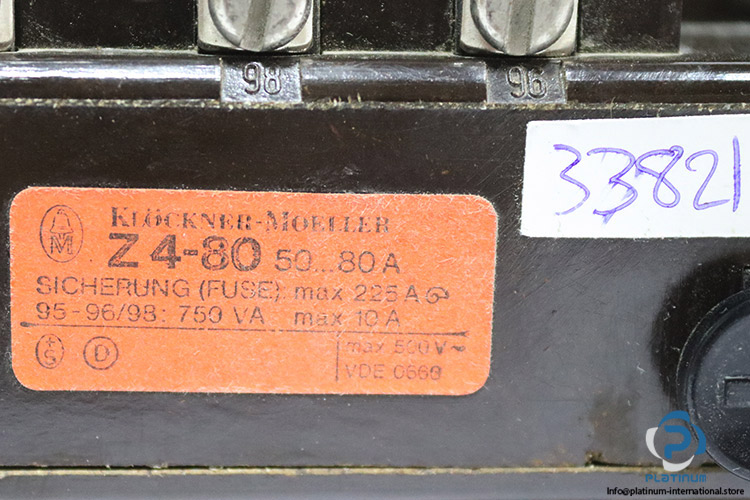 98
96
33821
KLÖCKNER-MOELLER
Z 4-80 50...80 A
SICHERUNG (FUSE) max 225 A
95-96/98: 750 VA max 10 A
max 500 V ~
VDE 0660
S
D
PLATINUM
Info@platinum-international.store